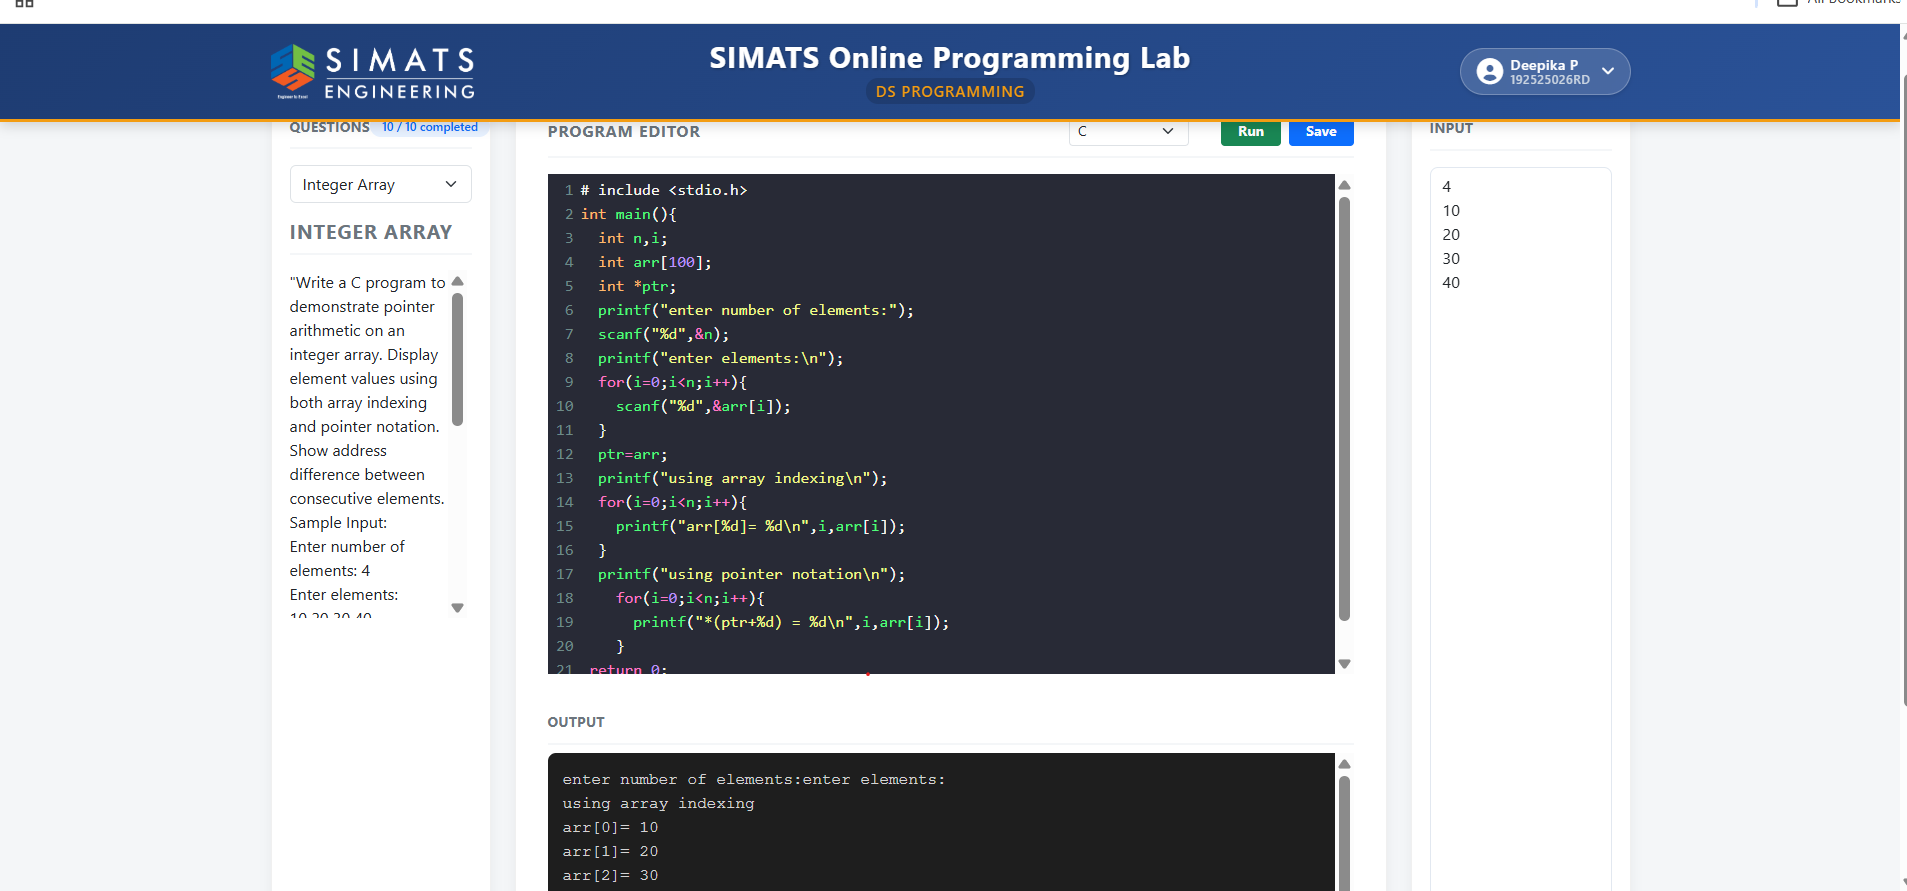 SIMATS
ENGINEERING
SIMATS Online Programming Lab
DS PROGRAMMING
Deepika P
192525026RD
QUESTIONS 10 / 10 completed
Integer Array
INTEGER ARRAY
"Write a C program to
demonstrate pointer
arithmetic on an
integer array. Display
element values using
both array indexing
and pointer notation.
Show address
difference between
consecutive elements.
Sample Input:
Enter number of
elements: 4
Enter elements:
10 20 30 40
PROGRAM EDITOR
C
Run
Save
1 # include <stdio.h>
2 int main(){
3 int n,i;
4 int arr[100];
5 int *ptr;
6 printf("enter number of elements:");
7 scanf("%d",&n);
8 printf("enter elements:\n");
9 for(i=0;i<n;i++){
10 scanf("%d",&arr[i]);
11 }
12 ptr=arr;
13 printf("using array indexing\n");
14 for(i=0;i<n;i++){
15 printf("arr[%d]= %d\n",i,arr[i]);
16 }
17 printf("using pointer notation\n");
18 for(i=0;i<n;i++){
19 printf("*(ptr+%d) = %d\n",i,arr[i]);
20 }
21 return 0;
OUTPUT
enter number of elements:enter elements:
using array indexing
arr[0]= 10
arr[1]= 20
arr[2]= 30
INPUT
4
10
20
30
40